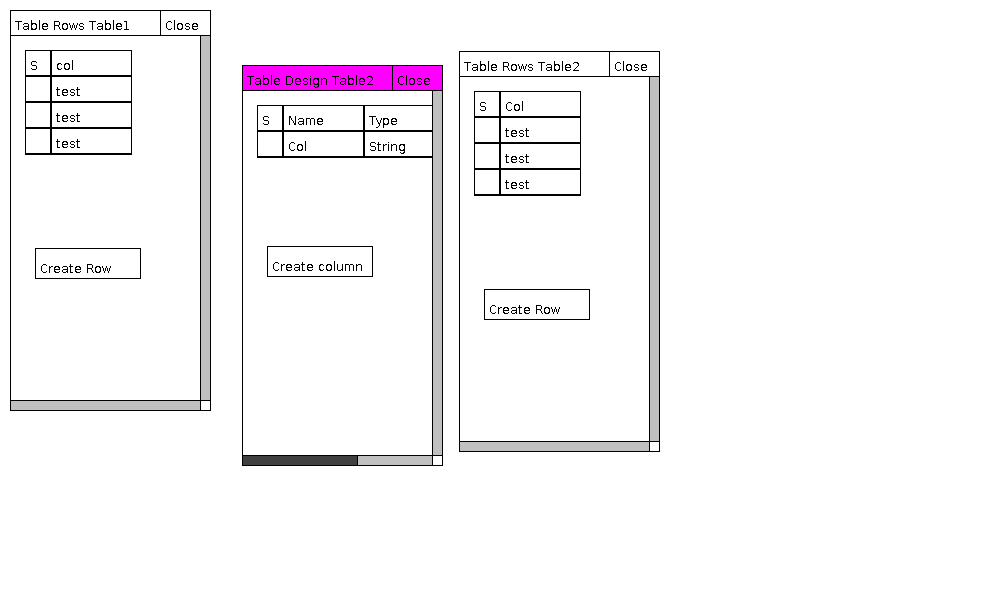 Table Rows Table1 Close
S col
test
test
test
Create Row
Table Design Table2 Close
S Name Type
Col String
Create column
Table Rows Table2 Close
S Col
test
test
test
Create Row